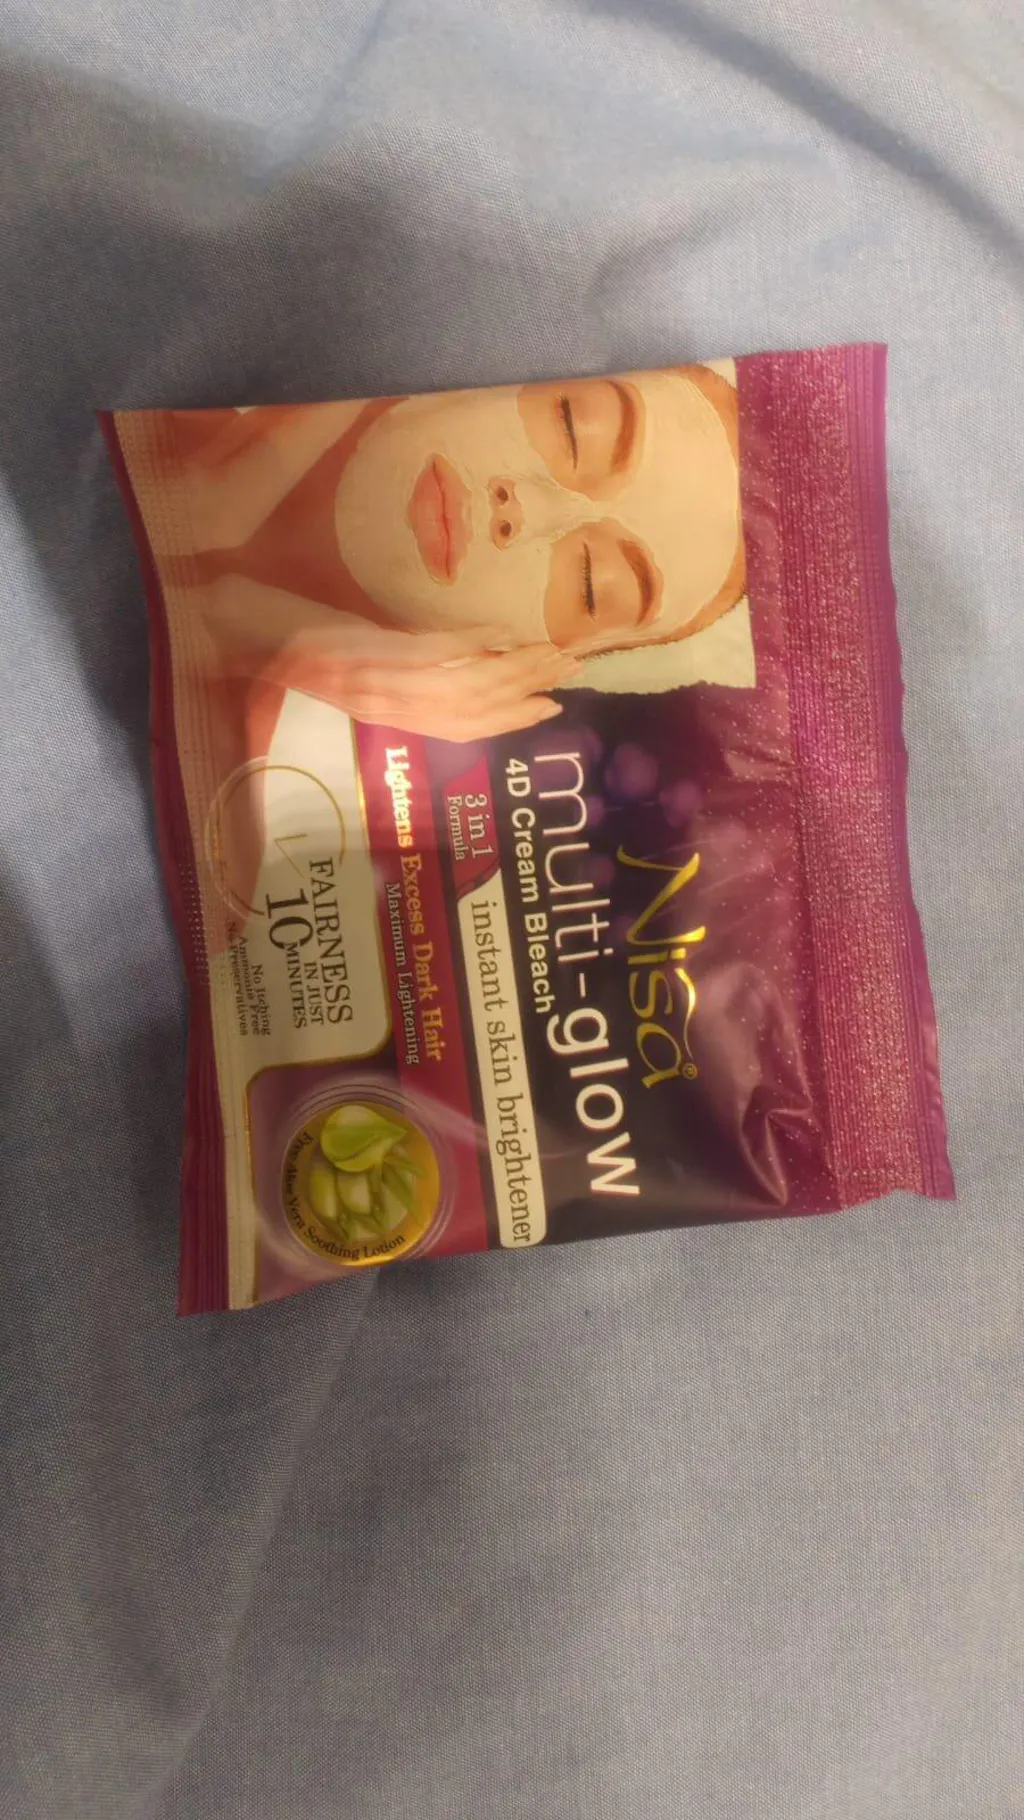 Nisa®
multi-glow
4D Cream Bleach
3 in 1
Formula
instant skin brightener
Lightens Excess Dark Hair
Maximum Lightening
FAIRNESS
IN JUST
10 MINUTES
No Itching
Ammonia Free
No Preservatives
Free Aloe Vera Soothing Lotion